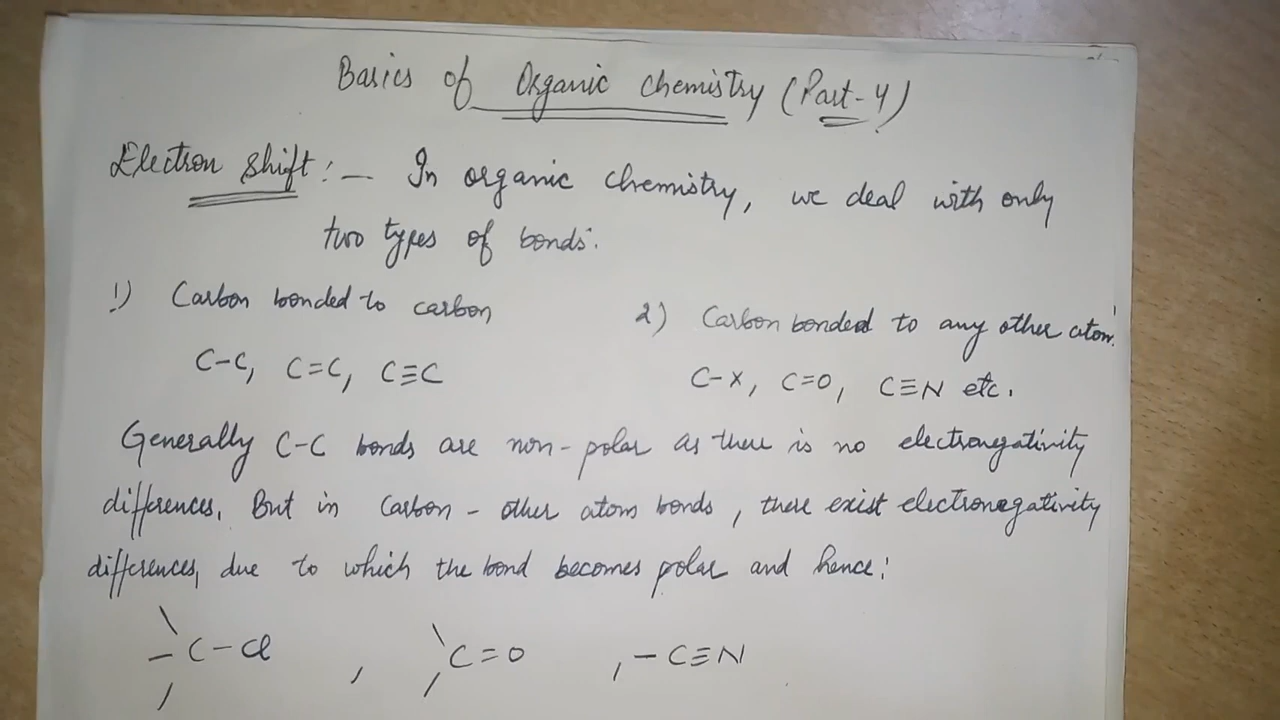 Basics of Organic Chemistry (Part-4)
Electron Shift :— In organic chemistry, we deal with only
two types of bonds.
1) Carbon bonded to carbon
2) Carbon bonded to any other atom.
C-C, C=C, C≡C
C-X, C=O, C≡N etc.
Generally C-C bonds are non-polar as there is no electronegativity
differences. But in Carbon - other atom bonds, there exist electronegativity
differences, due to which the bond becomes polar and hence:
-C-Cl , C=O , -C≡N